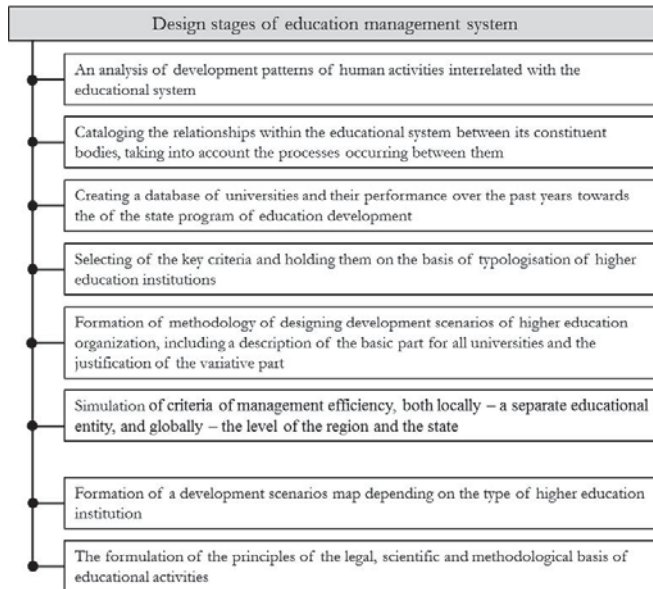 Design stages of education management system
An analysis of development patterns of human activities interrelated with the
educational system
Cataloging the relationships within the educational system between its constituent
bodies, taking into account the processes occurring between them
Creating a database of universities and their performance over the past years towards
the of the state program of education development
Selecting of the key criteria and holding them on the basis of typologisation of higher
education institutions
Formation of methodology of designing development scenarios of higher education
organization, including a description of the basic part for all universities and the
justification of the variative part
Simulation of criteria of management efficiency, both locally – a separate educational
entity, and globally – the level of the region and the state
Formation of a development scenarios map depending on the type of higher education
institution
The formulation of the principles of the legal, scientific and methodological basis of
educational activities